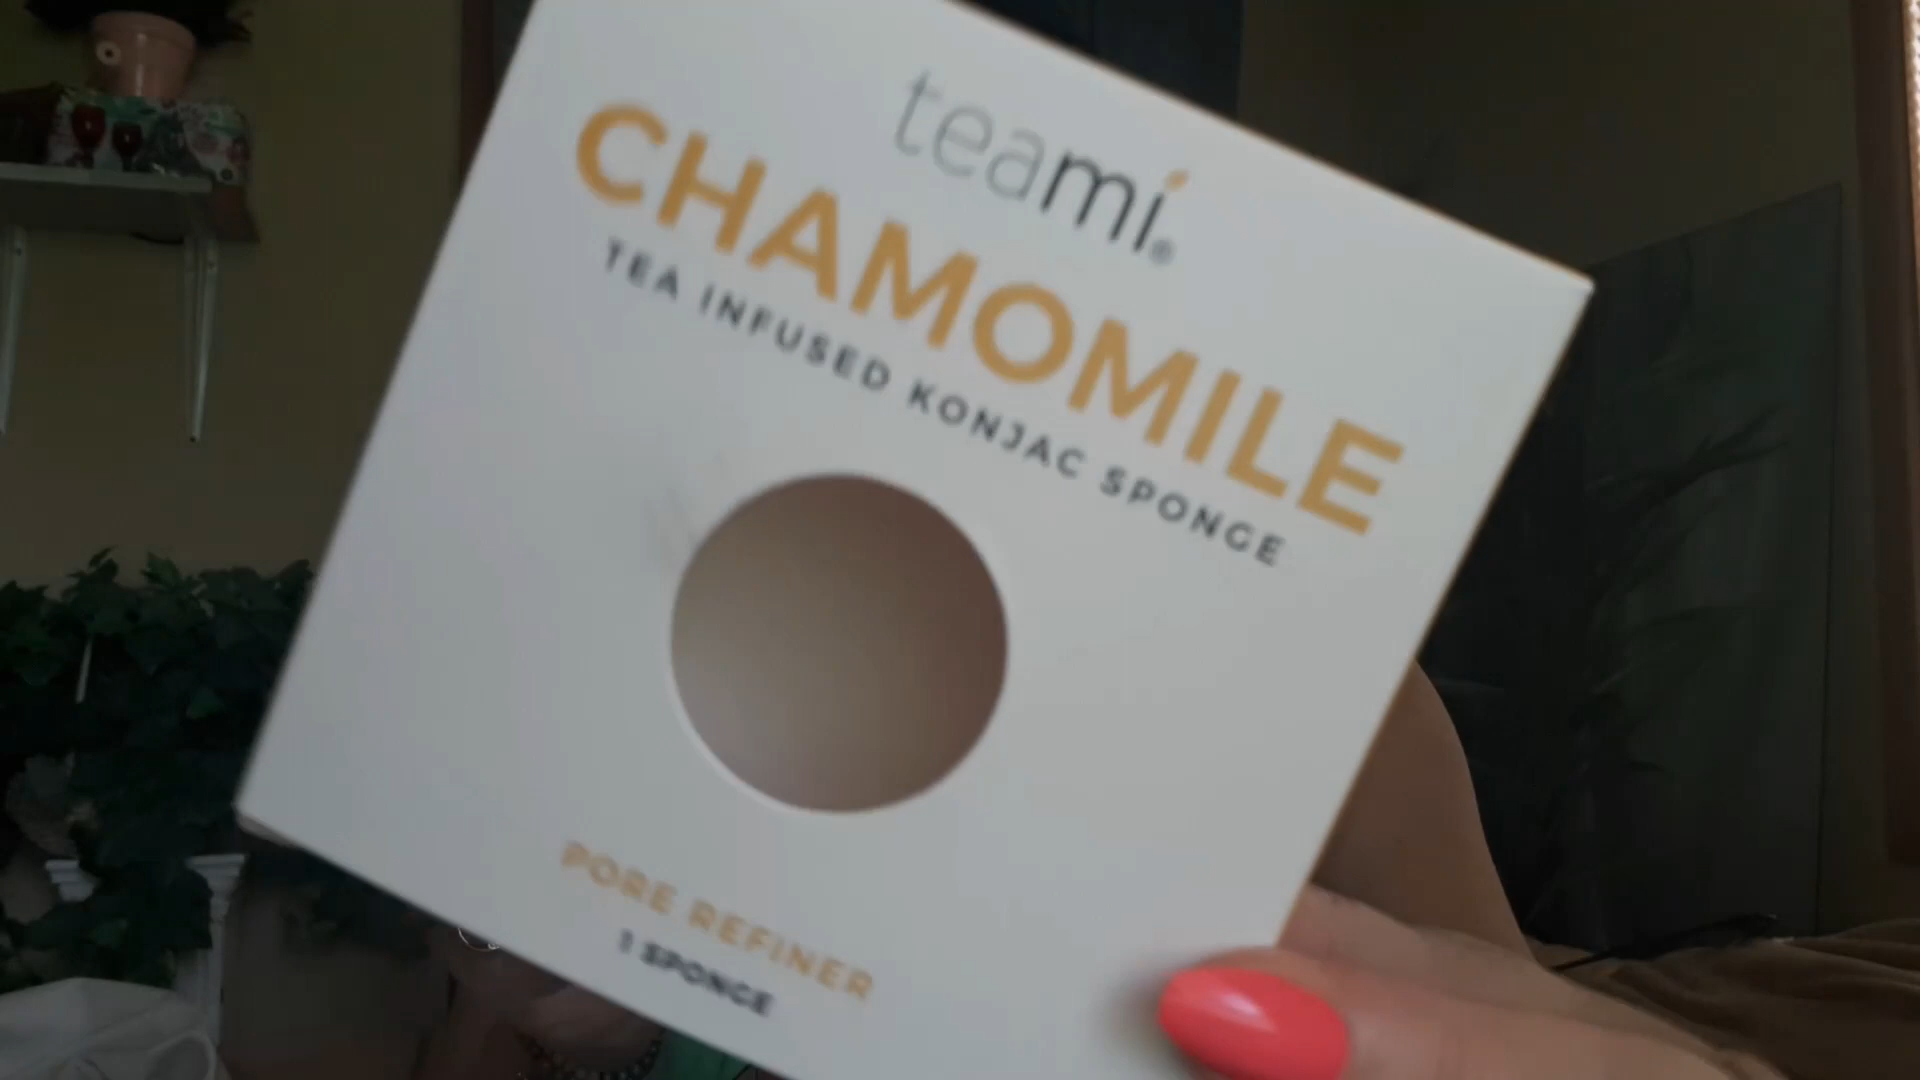 teami®
CHAMOMILE
TEA INFUSED KONJAC SPONGE
PORE REFINER
1 SPONGE